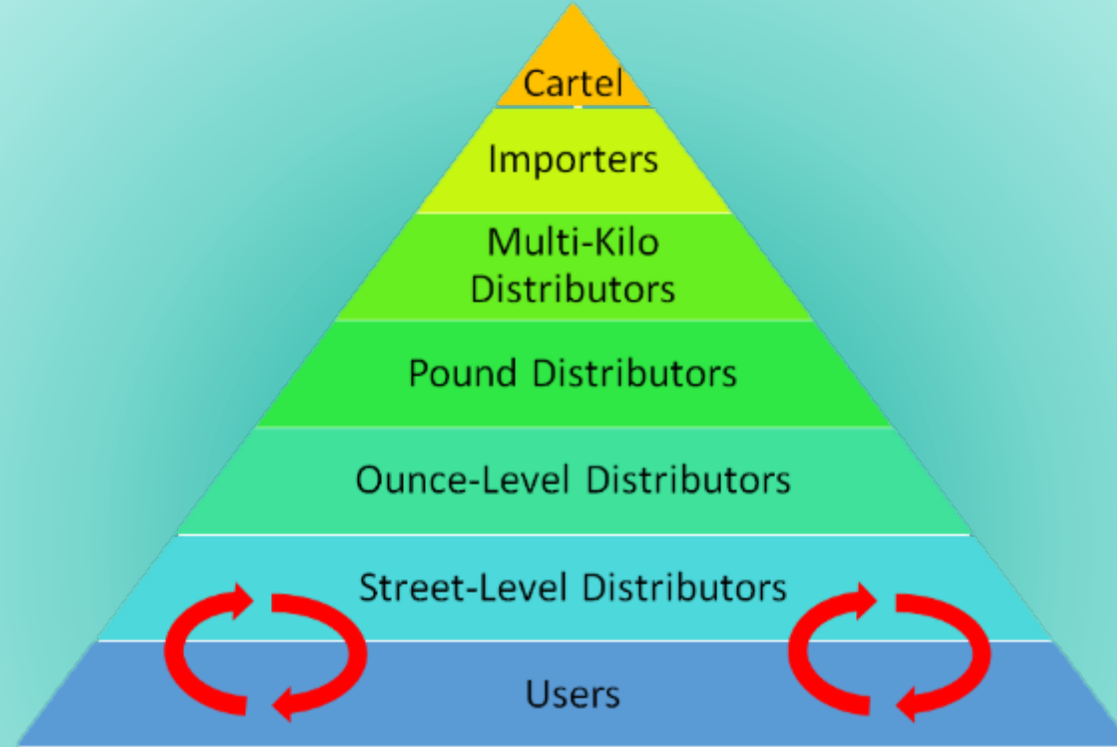 Cartel
Importers
Multi-Kilo
Distributors
Pound Distributors
Ounce-Level Distributors
Street-Level Distributors
Users